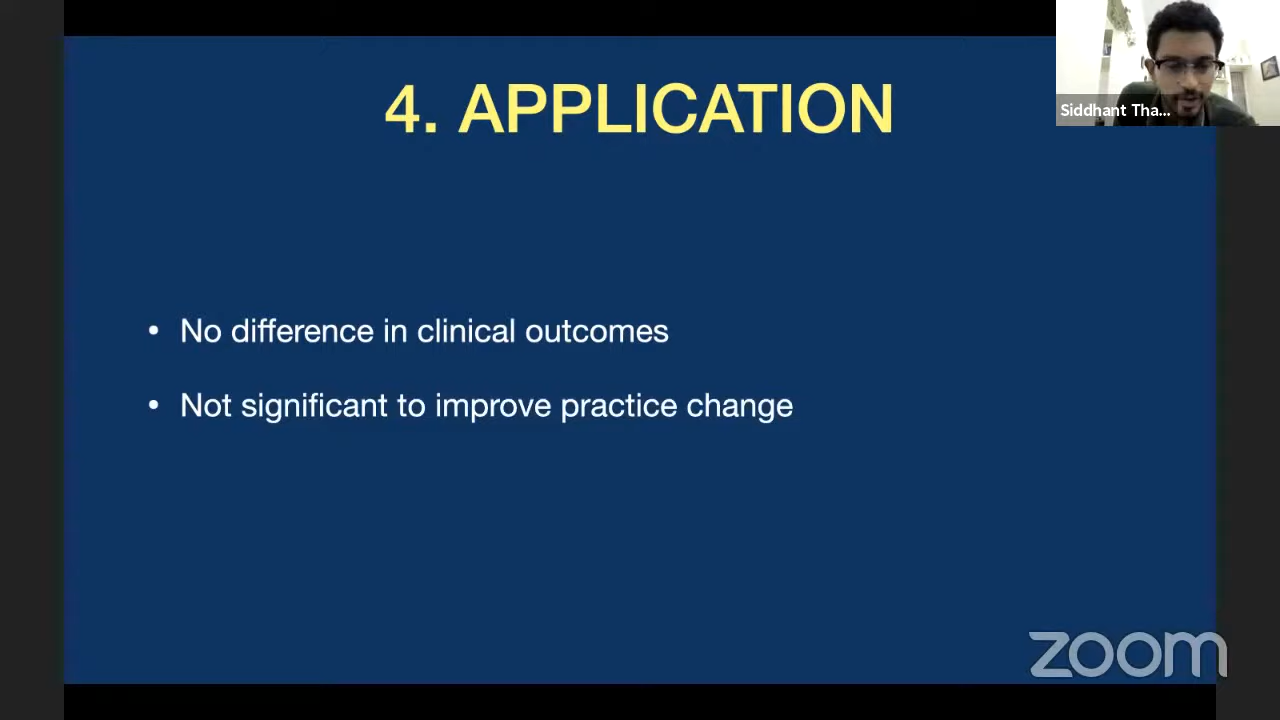 4. APPLICATION
Siddhant Tha...
• No difference in clinical outcomes
• Not significant to improve practice change
zoom